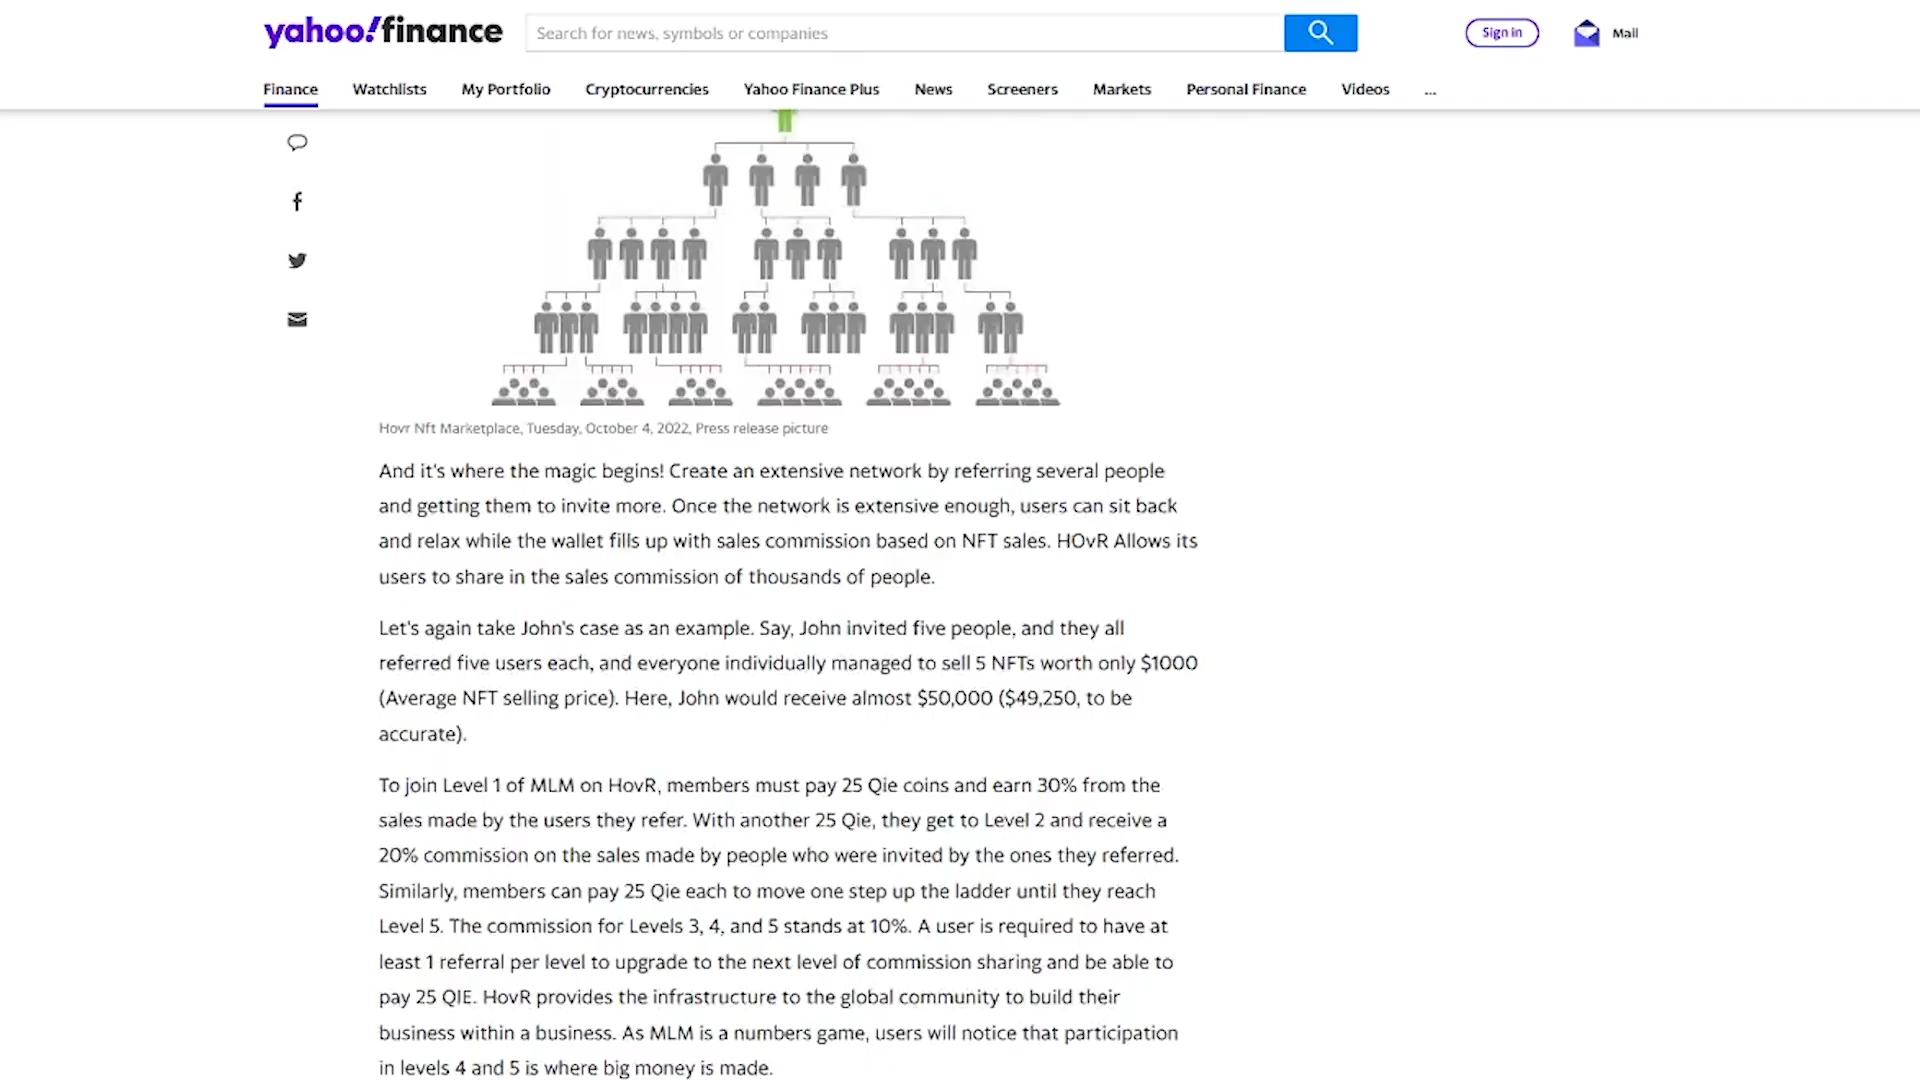 yahoo!finance
Search for news, symbols or companies
Sign in
Mail
Finance
Watchlists
My Portfolio
Cryptocurrencies
Yahoo Finance Plus
News
Screeners
Markets
Personal Finance
Videos
...
Hovr Nft Marketplace, Tuesday, October 4, 2022, Press release picture
And it's where the magic begins! Create an extensive network by referring several people
and getting them to invite more. Once the network is extensive enough, users can sit back
and relax while the wallet fills up with sales commission based on NFT sales. HOvR Allows its
users to share in the sales commission of thousands of people.
Let's again take John's case as an example. Say, John invited five people, and they all
referred five users each, and everyone individually managed to sell 5 NFTs worth only $1000
(Average NFT selling price). Here, John would receive almost $50,000 ($49,250, to be
accurate).
To join Level 1 of MLM on HovR, members must pay 25 Qie coins and earn 30% from the
sales made by the users they refer. With another 25 Qie, they get to Level 2 and receive a
20% commission on the sales made by people who were invited by the ones they referred.
Similarly, members can pay 25 Qie each to move one step up the ladder until they reach
Level 5. The commission for Levels 3, 4, and 5 stands at 10%. A user is required to have at
least 1 referral per level to upgrade to the next level of commission sharing and be able to
pay 25 QIE. HovR provides the infrastructure to the global community to build their
business within a business. As MLM is a numbers game, users will notice that participation
in levels 4 and 5 is where big money is made.